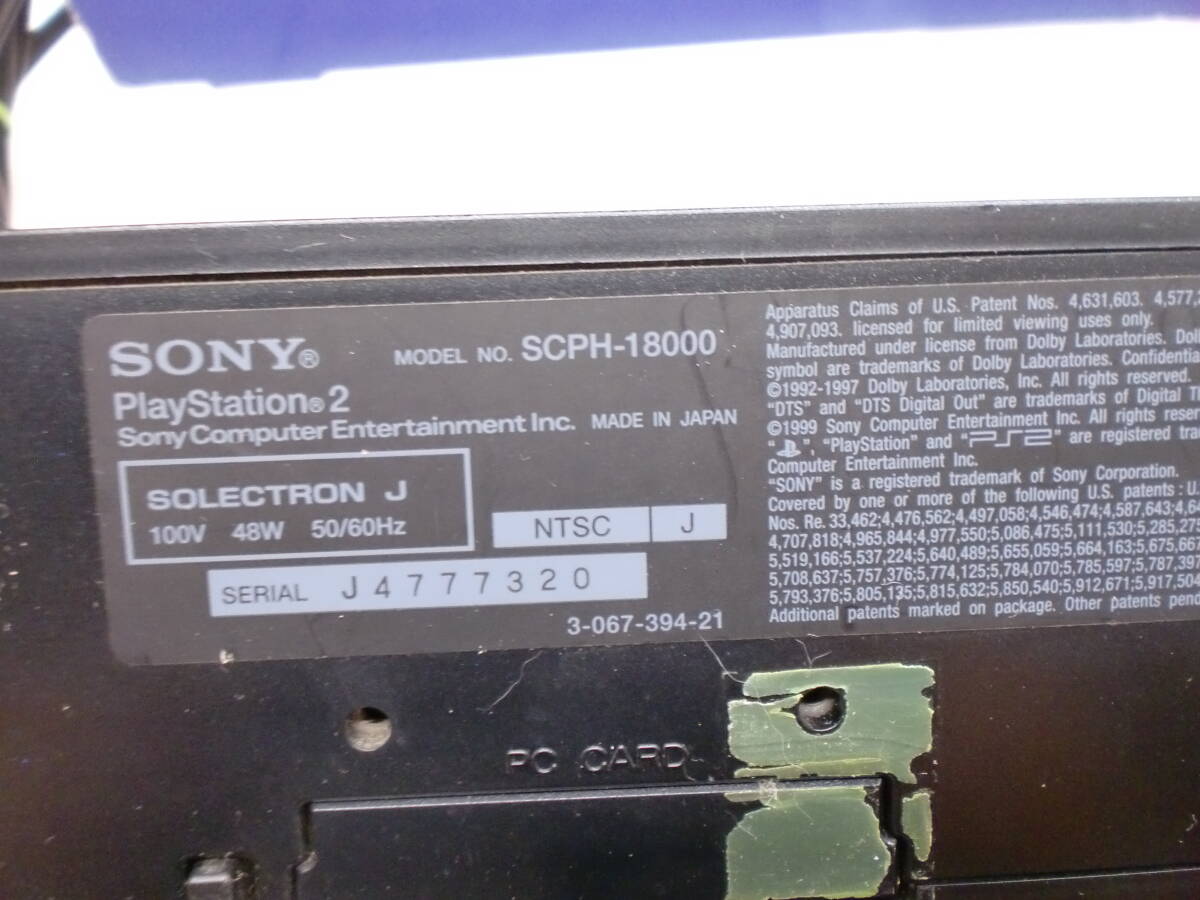 SONY®
MODEL NO. SCPH-18000
PlayStation®2
Sony Computer Entertainment Inc. MADE IN JAPAN
SOLECTRON J
100V 48W 50/60Hz
NTSC J
SERIAL J4777320
3-067-394-21
Apparatus Claims of U.S. Patent Nos. 4,631,603. 4,577,
4,907,093. licensed for limited viewing uses only.
Manufactured under license from Dolby Laboratories.
symbol are trademarks of Dolby Laboratories. Confidential
©1992-1997 Dolby Laboratories, Inc. All rights reserved.
"DTS" and "DTS Digital Out" are trademarks of Digital
©1999 Sony Computer Entertainment Inc. All rights
" ", "PlayStation" and "PS2" are registered
Computer Entertainment Inc.
"SONY" is a registered trademark of Sony Corporation.
Covered by one or more of the following U.S. patents :
Nos. Re. 33,462;4,476,562;4,497,058;4,546,474;4,587,643;
4,707,818;4,965,844;4,977,550;5,086,475;5,111,530;
5,519,166;5,537,224;5,640,489;5,655,059;5,664,163;
5,708,637;5,757,376;5,774,125;5,784,070;5,785,597;
5,793,376;5,805,135;5,815,632;5,850,540;5,912,671;
Additional patents marked on package. Other patents
PC CARD